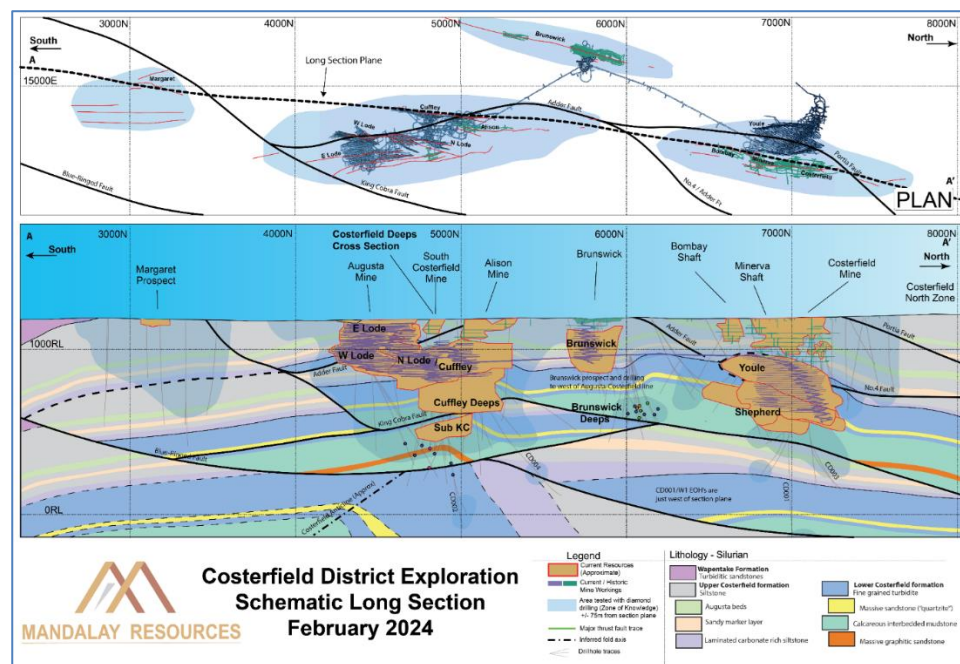 3000N 4000N 5000N 6000N 7000N 8000N
South
North
A
15000E
Long Section Plane
Margaret
Brunswick
Cuffley
Alison
W Lode
N Lode
E Lode
Adder Fault
Youle
Bombay
Costerfield
Portia Fault
Blue-Ringed Fault
King Cobra Fault
No.4 / Adder Ft
A'
PLAN
A
South
3000N 4000N 5000N 6000N 7000N 8000N
A'
North
Costerfield North Zone
Costerfield Deeps
Cross Section
Margaret
Prospect
Augusta
Mine
South
Costerfield
Mine
Alison
Mine
Brunswick
Bombay
Shaft
Minerva
Shaft
Costerfield
Mine
1000RL
E Lode
W Lode
N Lode
Cuffley
Adder Fault
Brunswick
Adder Fault
Portia Fault
Youle
No.4 Fault
Brunswick prospect and drilling
to west of Augusta-Costerfield line
Cuffley Deeps
Brunswick
Deeps
Shepherd
King Cobra Fault
Sub KC
Blue-Ringed Fault
CD004
CD002
CD001
CD003
CD001/W1 EOH's are
just west of section plane
0RL
MANDALAY RESOURCES
Costerfield District Exploration
Schematic Long Section
February 2024
Legend
Current Resources
(Approximate)
Current / Historic
Mine Workings
Area tested with diamond
drilling (Zone of Knowledge)
+/- 75m from section plane
Major thrust fault trace
Inferred fold axis
Drillhole traces
Lithology - Silurian
Wapentake Formation
Turbiditic sandstones
Upper Costerfield formation
Siltstone
Augusta beds
Sandy marker layer
Laminated carbonate rich siltstone
Lower Costerfield formation
Fine grained turbidite
Massive sandstone ("quartzite")
Calcareous interbedded mudstone
Massive graphitic sandstone